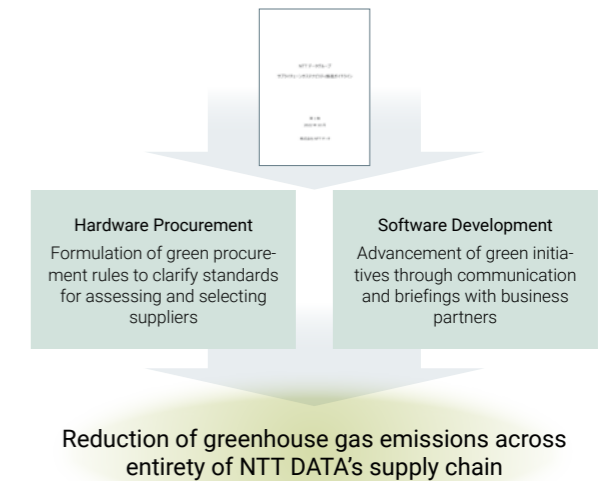 Hardware Procurement
Formulation of green procure-
ment rules to clarify standards
for assessing and selecting
suppliers
Software Development
Advancement of green initia-
tives through communication
and briefings with business
partners
Reduction of greenhouse gas emissions across
entirety of NTT DATA's supply chain